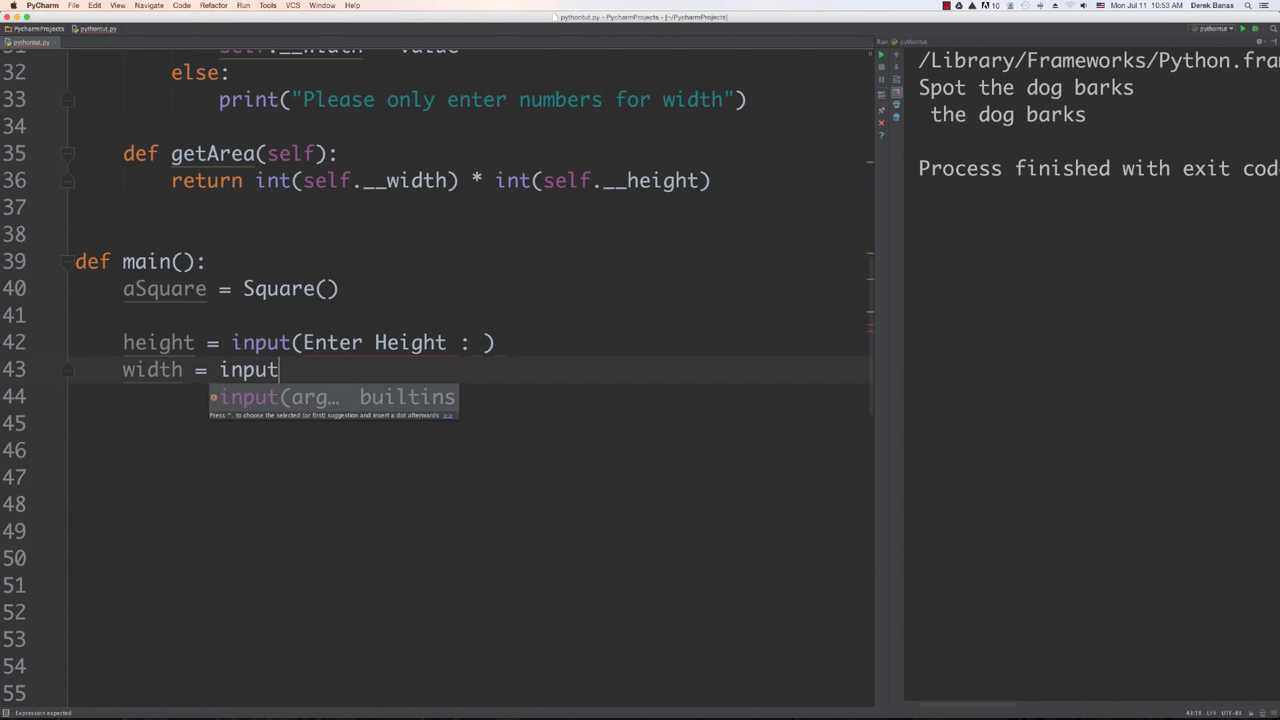 PyCharm File Edit View Navigate Code Refactor Run Tools VCS Window Help
10 Mon Jul 11 10:53 AM Derek Banas
pythontut.py - PycharmProjects - [~/PycharmProjects]
PycharmProjects pythontut.py pythontut
pythontut.py Run pythontut
31 self.__width = value
32 else:
33 print("Please only enter numbers for width")
34
35 def getArea(self):
36 return int(self.__width) * int(self.__height)
37
38
39 def main():
40 aSquare = Square()
41
42 height = input(Enter Height : )
43 width = input
44 input(arg… builtins
Press ^. to choose the selected (or first) suggestion and insert a dot afterwards >>
45
46
47
48
49
50
51
52
53
54
55
/Library/Frameworks/Python.fra
Spot the dog barks
the dog barks
Process finished with exit cod
Expression expected 43:18 LF≑ UTF-8≑